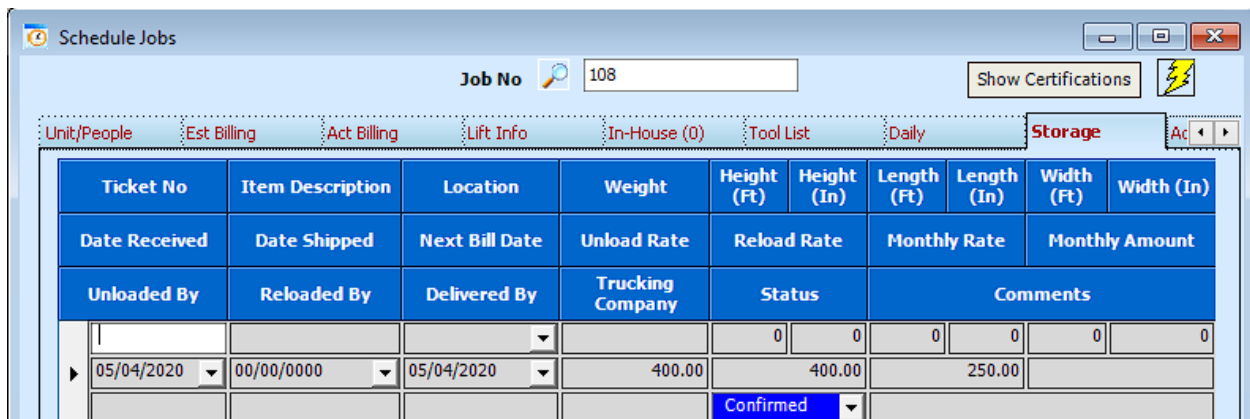 Schedule Jobs
Job No 108 Show Certifications
Unit/People Est Billing Act Billing Lift Info In-House (0) Tool List Daily Storage Ac
Ticket No Item Description Location Weight Height (Ft) Height (In) Length (Ft) Length (In) Width (Ft) Width (In)
Date Received Date Shipped Next Bill Date Unload Rate Reload Rate Monthly Rate Monthly Amount
Unloaded By Reloaded By Delivered By Trucking Company Status Comments
0 0 0 0 0 0
05/04/2020 00/00/0000 05/04/2020 400.00 400.00 250.00
Confirmed